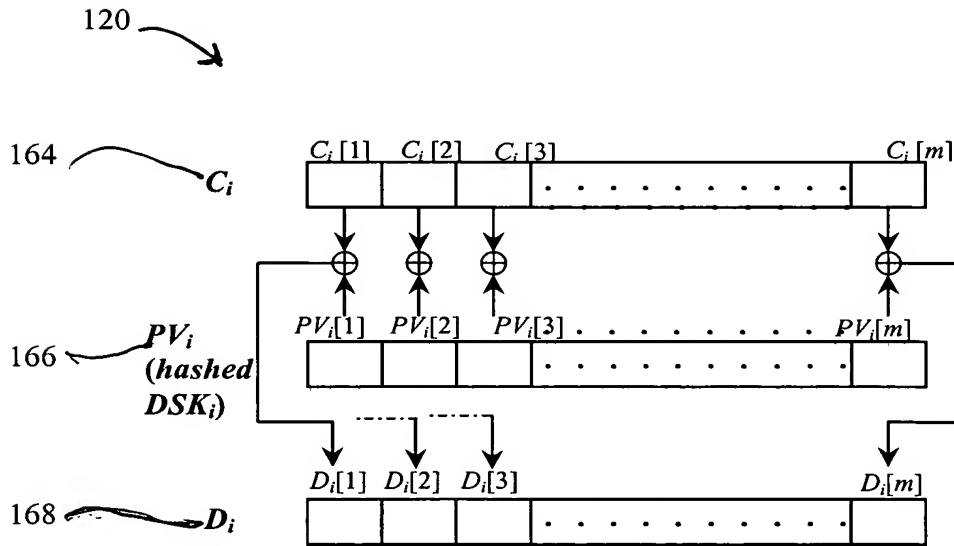 120
164
C_i
C_i [1] C_i [2] C_i [3] C_i [m]
166
PV_i
(hashed
DSK_i)
PV_i[1] PV_i[2] PV_i[3] PV_i[m]
D_i[1] D_i[2] D_i[3] D_i[m]
168
D_i